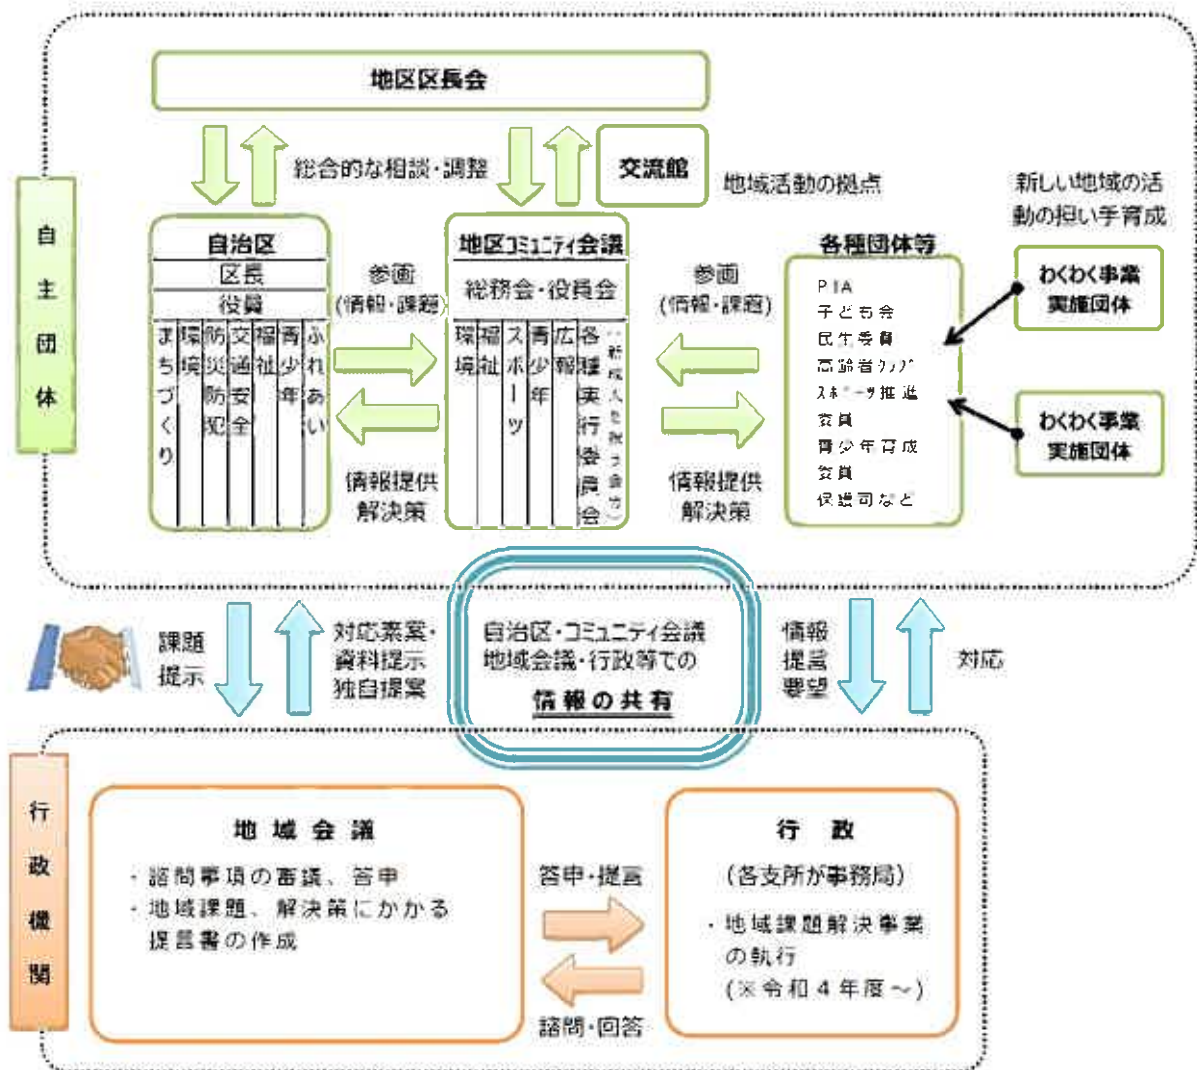 地区区長会
総合的な相談・調整
交流館
地域活動の拠点
新しい地域の活
動の担い手育成
自主団体
自治区
区長
役員
まちづくり
環境
防災防犯
交通安全
福祉
青少年
ふれあい
参画
(情報・課題)
情報提供
解決策
地区コミュニティ会議
総務会・役員会
環境
福祉
スポーツ
青少年
広報
各種実行委員会
参画
(情報・課題)
情報提供
解決策
各種団体等
PTA
子ども会
民生委員
高齢者クラブ
スポーツ推進
委員
青少年育成
委員
保護司など
わくわく事業
実施団体
わくわく事業
実施団体
課題
提示
対応素案・
資料提示
独自提案
自治区・コミュニティ会議
地域会議・行政等での
情報の共有
情報
提言
要望
対応
行政機関
地域会議
・諮問事項の審議、答申
・地域課題、解決策にかかる
提言書の作成
答申・提言
諮問・回答
行政
(各支所が事務局)
・地域課題解決事業
の執行
(※令和4年度～)